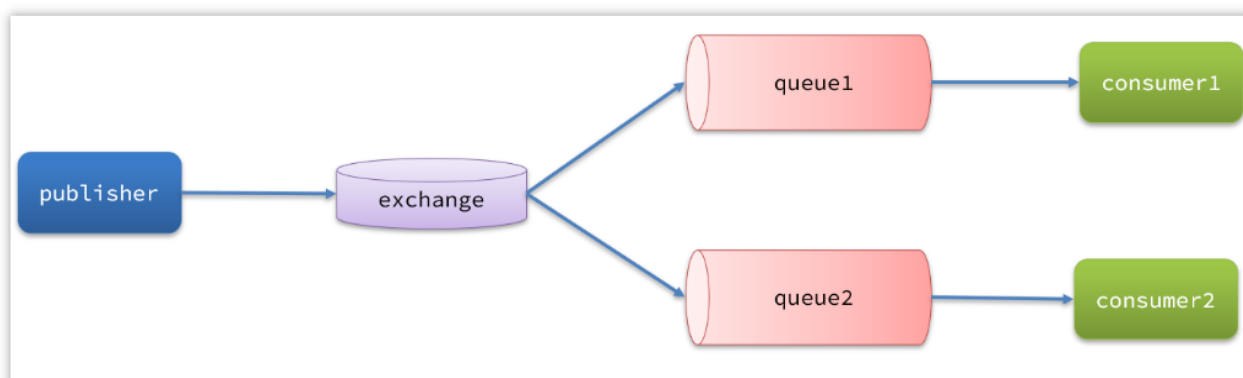 queue1
consumer1
publisher
exchange
queue2
consumer2